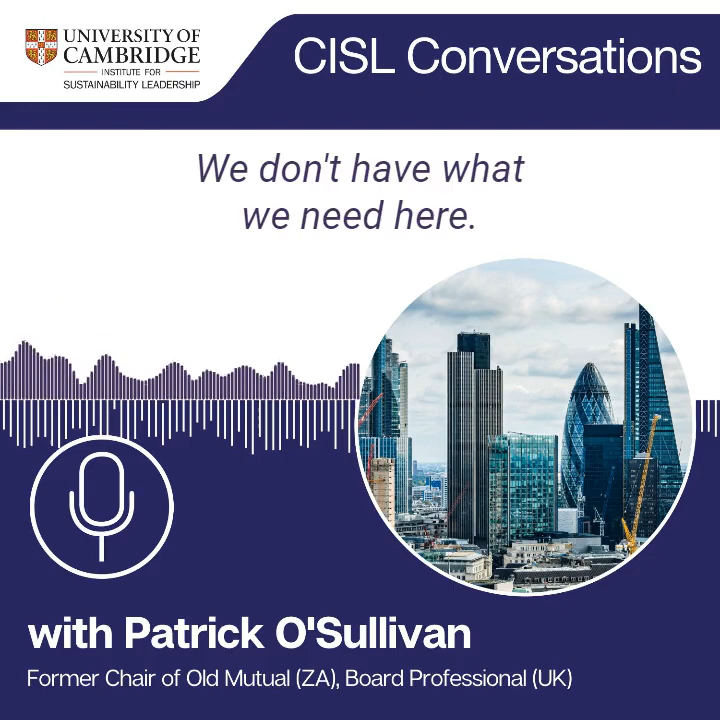 UNIVERSITY OF
CAMBRIDGE
INSTITUTE FOR
SUSTAINABILITY LEADERSHIP
CISL Conversations
We don't have what
we need here.
with Patrick O'Sullivan
Former Chair of Old Mutual (ZA), Board Professional (UK)